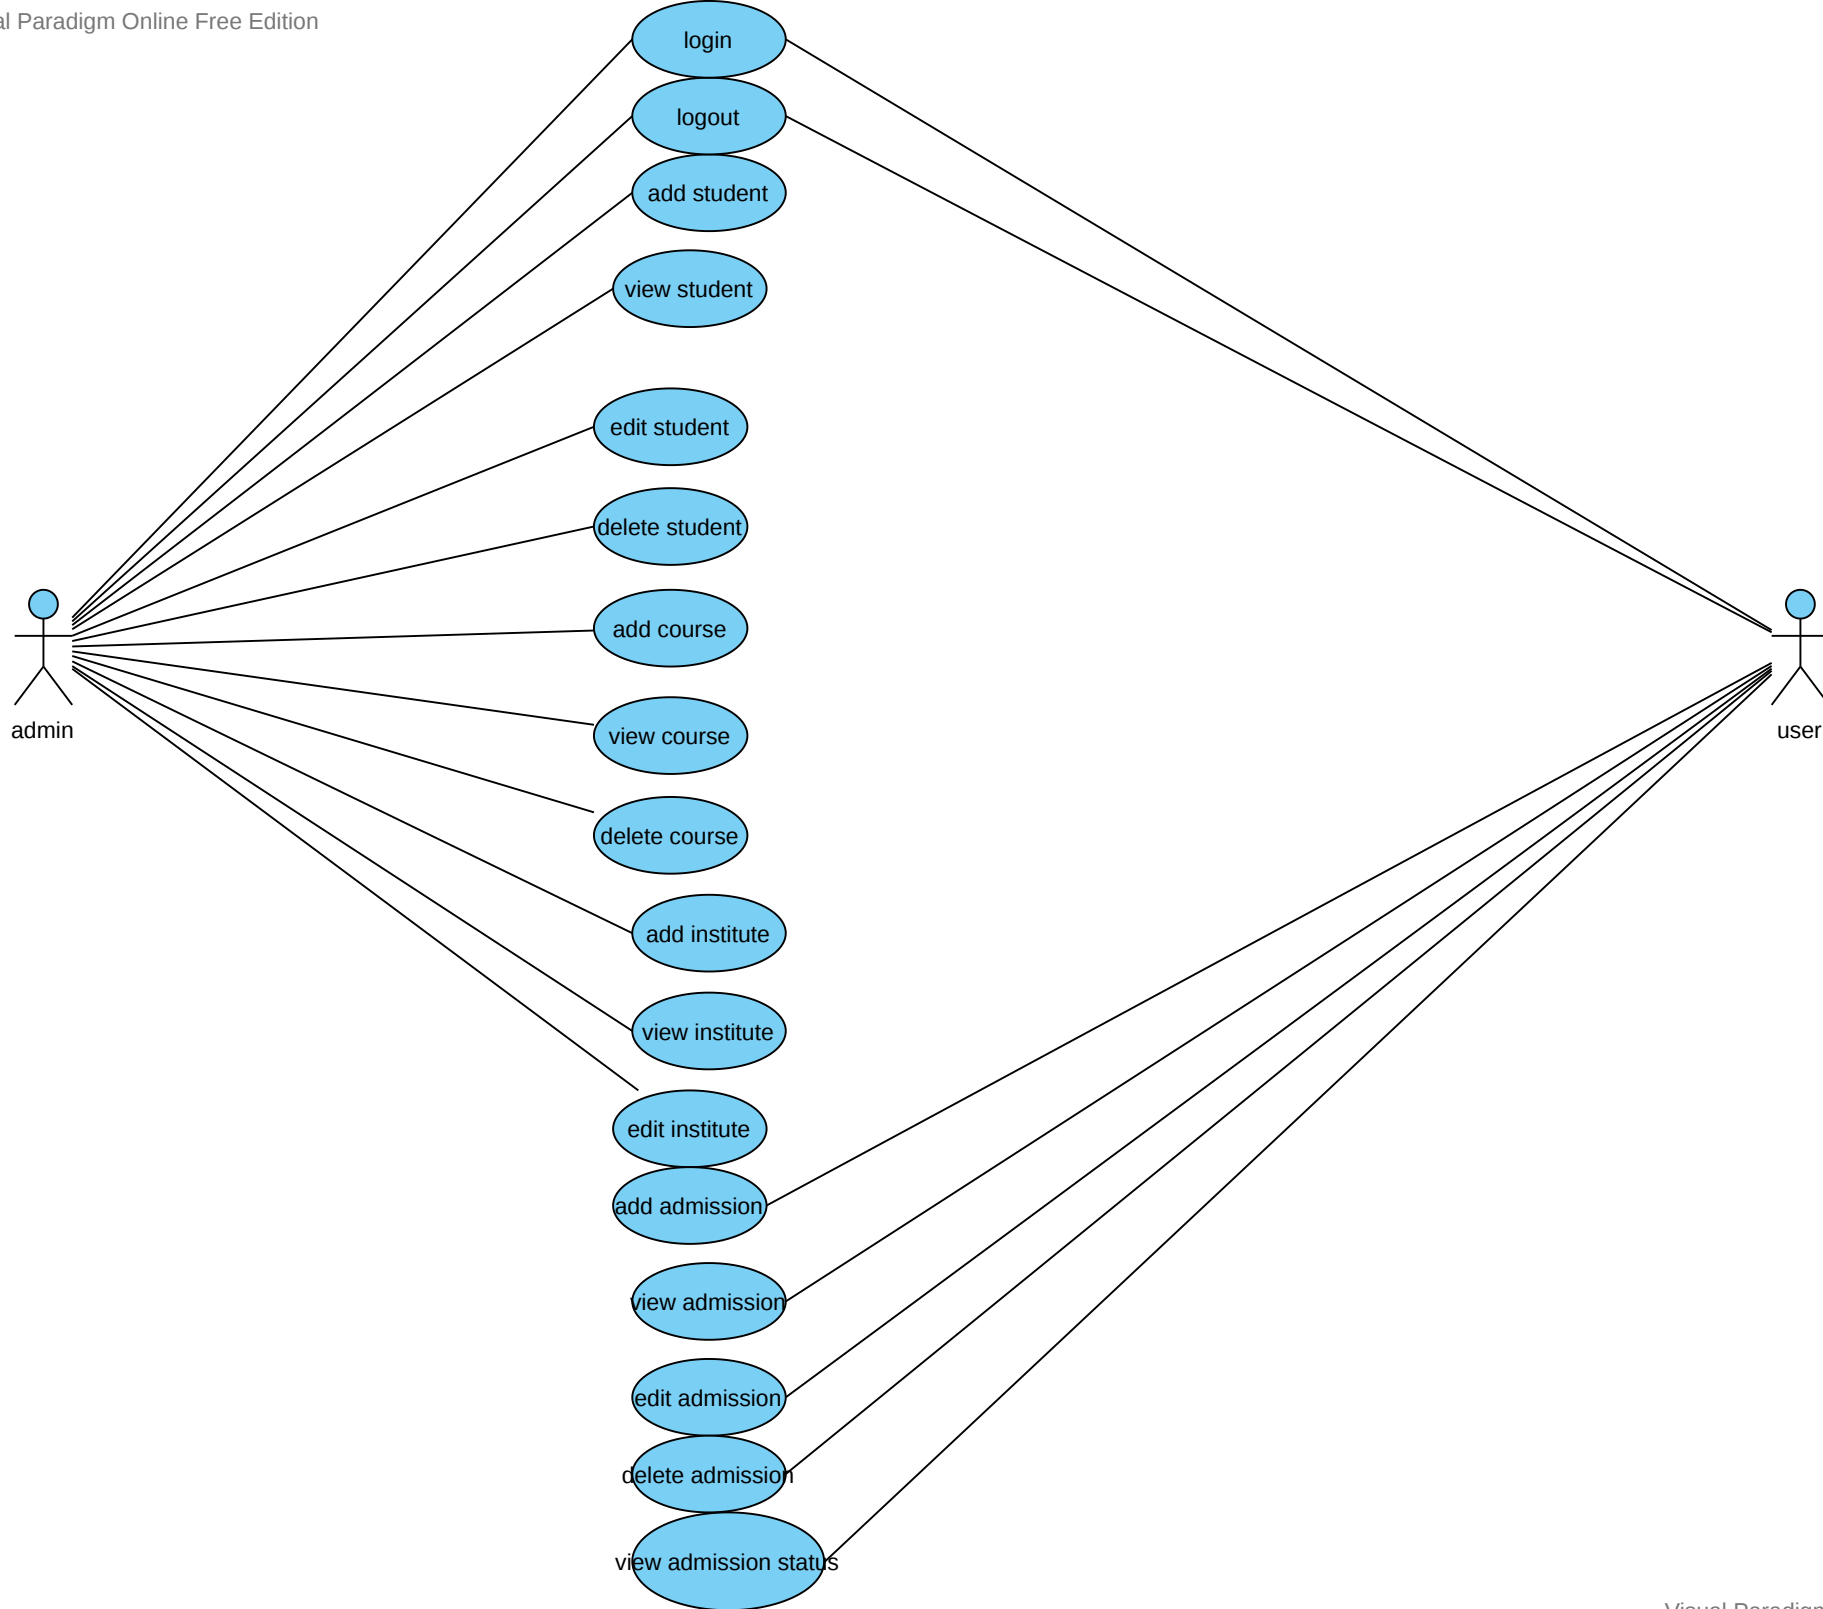 al Paradigm Online Free Edition
login
logout
add student
view student
edit student
delete student
add course
admin
user
view course
delete course
add institute
view institute
edit institute
add admission
view admission
edit admission
delete admission
view admission status
Visual Paradigm